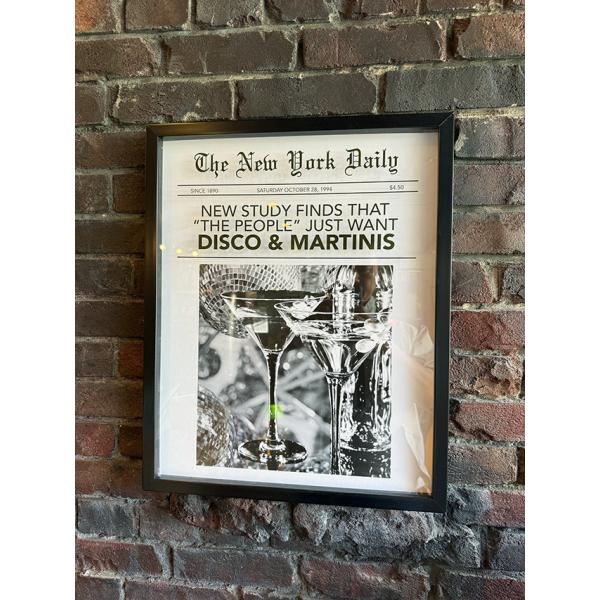 The New York Daily
SINCE 1890 SATURDAY OCTOBER 28, 1994 $4.50
NEW STUDY FINDS THAT
"THE PEOPLE" JUST WANT
DISCO & MARTINIS